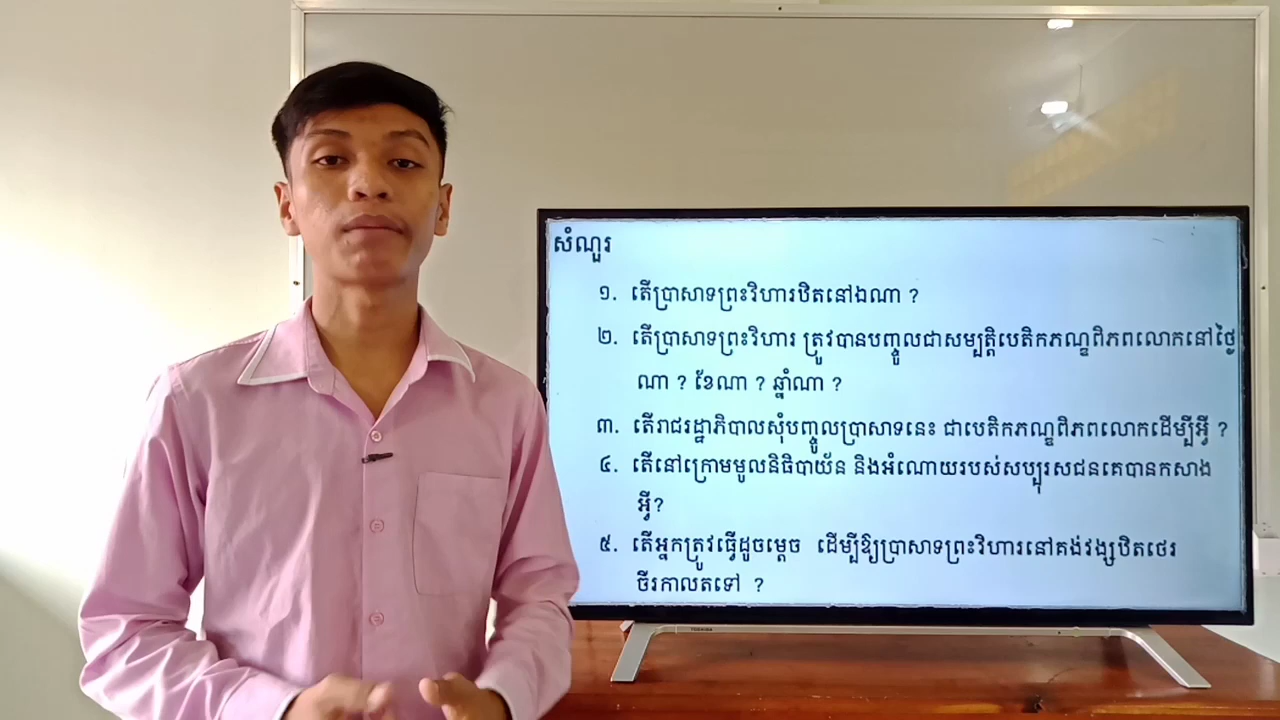 សំណួរ
១. តើប្រាសាទព្រះវិហារឋិតនៅឯណា ?
២. តើប្រាសាទព្រះវិហារ ត្រូវបានបញ្ចូលជាសម្បត្តិបេតិកភណ្ឌពិភពលោកនៅថ្ងៃ
ណា ? ខែណា ? ឆ្នាំណា ?
៣. តើរាជរដ្ឋាភិបាលសុំបញ្ចូលប្រាសាទនេះ ជាបេតិកភណ្ឌពិភពលោកដើម្បីអ្វី ?
៤. តើនៅក្រោមមូលនិធិបាយ័ន និងអំណោយរបស់សប្បុរសជនគេបានកសាង
អ្វី?
៥. តើអ្នកត្រូវធ្វើដូចម្ដេច ដើម្បីឱ្យប្រាសាទព្រះវិហារនៅគង់វង្សឋិតថេរ
ចីរកាលតទៅ ?
TOSHIBA